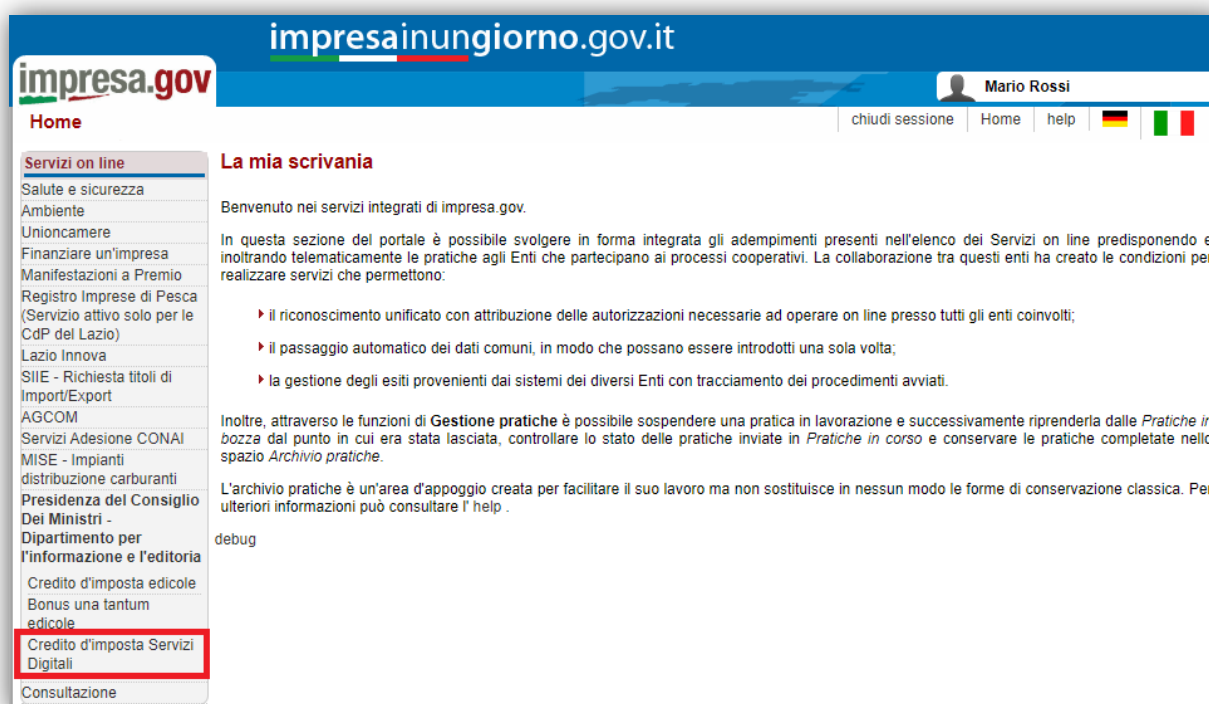 impresainungiorno.gov.it
impresa.gov
Mario Rossi
Home
chiudi sessione
Home
help
Servizi on line
Salute e sicurezza
Ambiente
Unioncamere
Finanziare un'impresa
Manifestazioni a Premio
Registro Imprese di Pesca
(Servizio attivo solo per le
CdP del Lazio)
Lazio Innova
SIIE - Richiesta titoli di
Import/Export
AGCOM
Servizi Adesione CONAI
MISE - Impianti
distribuzione carburanti
Presidenza del Consiglio
Dei Ministri -
Dipartimento per
l'informazione e l'editoria
Credito d'imposta edicole
Bonus una tantum
edicole
Credito d'imposta Servizi
Digitali
Consultazione
La mia scrivania
Benvenuto nei servizi integrati di impresa.gov.
In questa sezione del portale è possibile svolgere in forma integrata gli adempimenti presenti nell'elenco dei Servizi on line predisponendo e
inoltrando telematicamente le pratiche agli Enti che partecipano ai processi cooperativi. La collaborazione tra questi enti ha creato le condizioni per
realizzare servizi che permettono:
il riconoscimento unificato con attribuzione delle autorizzazioni necessarie ad operare on line presso tutti gli enti coinvolti;
il passaggio automatico dei dati comuni, in modo che possano essere introdotti una sola volta;
la gestione degli esiti provenienti dai sistemi dei diversi Enti con tracciamento dei procedimenti avviati.
Inoltre, attraverso le funzioni di Gestione pratiche è possibile sospendere una pratica in lavorazione e successivamente riprenderla dalle Pratiche in
bozza dal punto in cui era stata lasciata, controllare lo stato delle pratiche inviate in Pratiche in corso e conservare le pratiche completate nello
spazio Archivio pratiche.
L'archivio pratiche è un'area d'appoggio creata per facilitare il suo lavoro ma non sostituisce in nessun modo le forme di conservazione classica. Per
ulteriori informazioni può consultare l' help .
debug